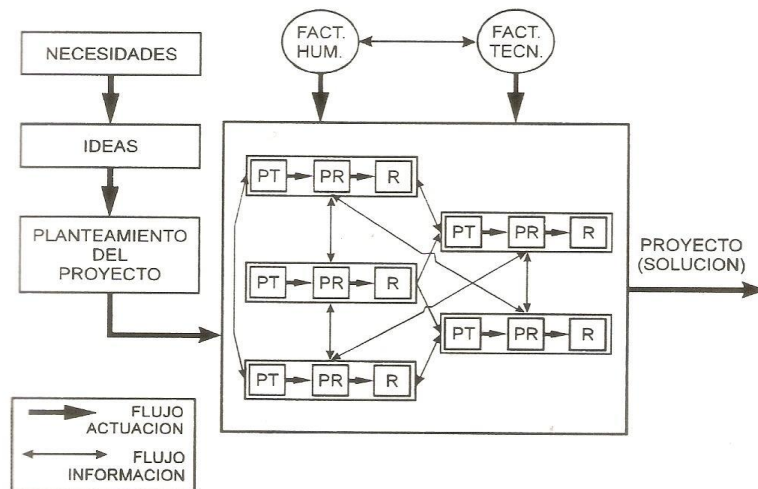 NECESIDADES
IDEAS
PLANTEAMIENTO
DEL
PROYECTO
FACT.
HUM.
FACT.
TECN.
PT PR R
PT PR R
PT PR R
PT PR R
PT PR R
PROYECTO
(SOLUCION)
FLUJO
ACTUACION
FLUJO
INFORMACION